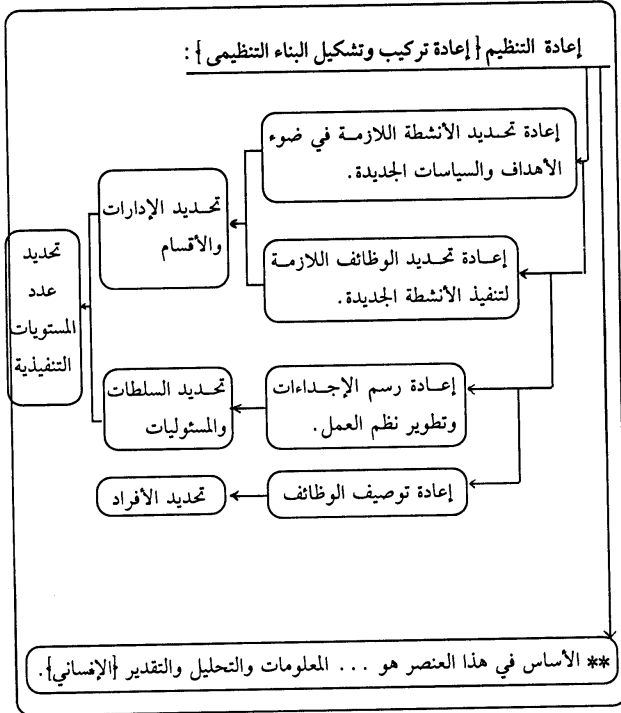 إعادة التنظيم {إعادة تركيب وتشكيل البناء التنظيمى} :
إعادة تحديد الأنشطة اللازمة في ضوء
الأهداف والسياسات الجديدة.
تحديد الإدارات
والأقسام
إعادة تحديد الوظائف اللازمة
لتنفيذ الأنشطة الجديدة.
تحديد
عدد
المستويات
التنفيذية
إعادة رسم الإجداءات
وتطوير نظم العمل.
تحديد السلطات
والمسئوليات
إعادة توصيف الوظائف
تحديد الأفراد
** الأساس في هذا العنصر هو ... المعلومات والتحليل والتقدير {الإفساني}.